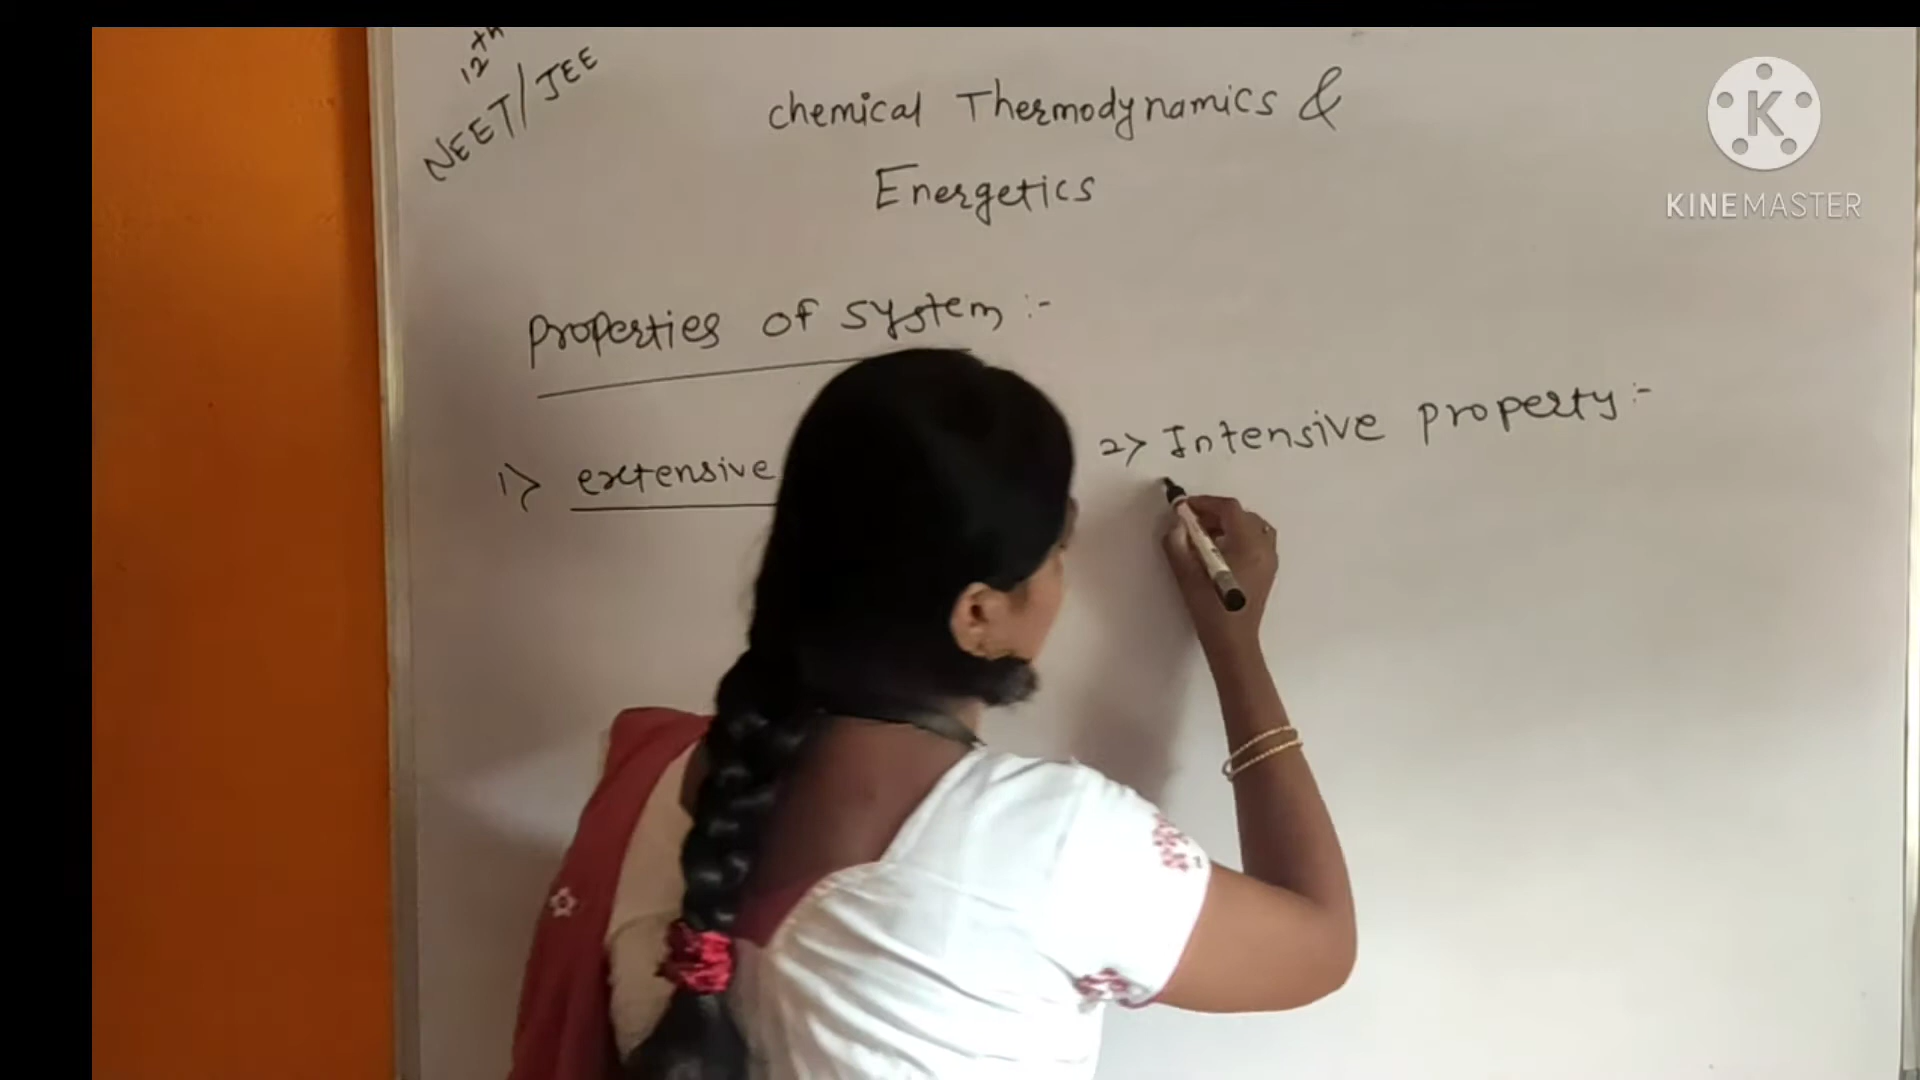 12th
NEET/JEE
chemical Thermodynamics &
Energetics
Properties of system :-
1> extensive
2> Intensive property :-
K
KINEMASTER